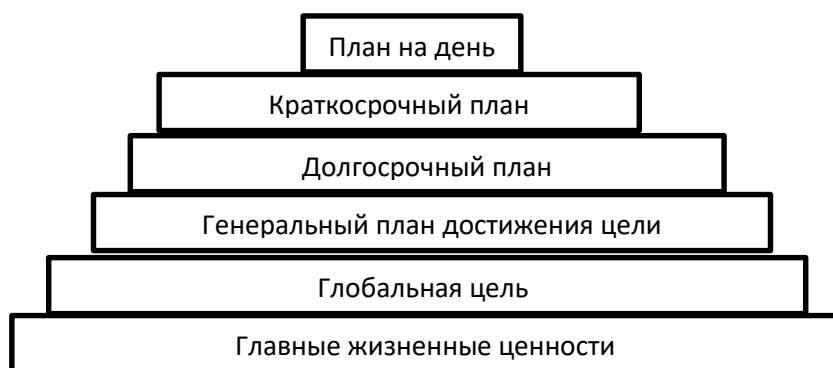 План на день
Краткосрочный план
Долгосрочный план
Генеральный план достижения цели
Глобальная цель
Главные жизненные ценности